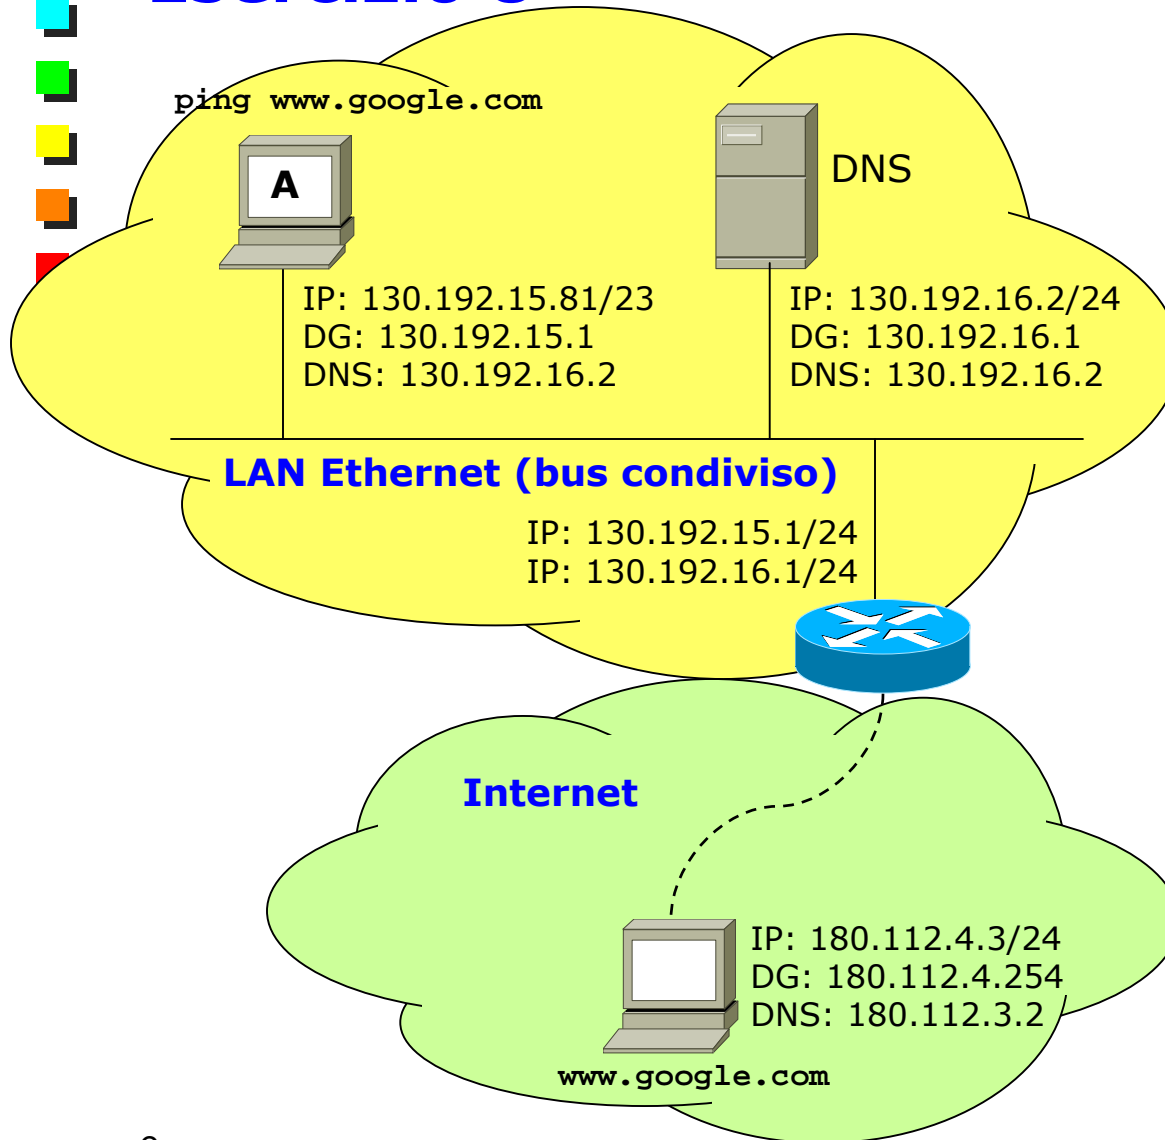 ping www.google.com
A
DNS
IP: 130.192.15.81/23
DG: 130.192.15.1
DNS: 130.192.16.2
IP: 130.192.16.2/24
DG: 130.192.16.1
DNS: 130.192.16.2
LAN Ethernet (bus condiviso)
IP: 130.192.15.1/24
IP: 130.192.16.1/24
Internet
IP: 180.112.4.3/24
DG: 180.112.4.254
DNS: 180.112.3.2
www.google.com